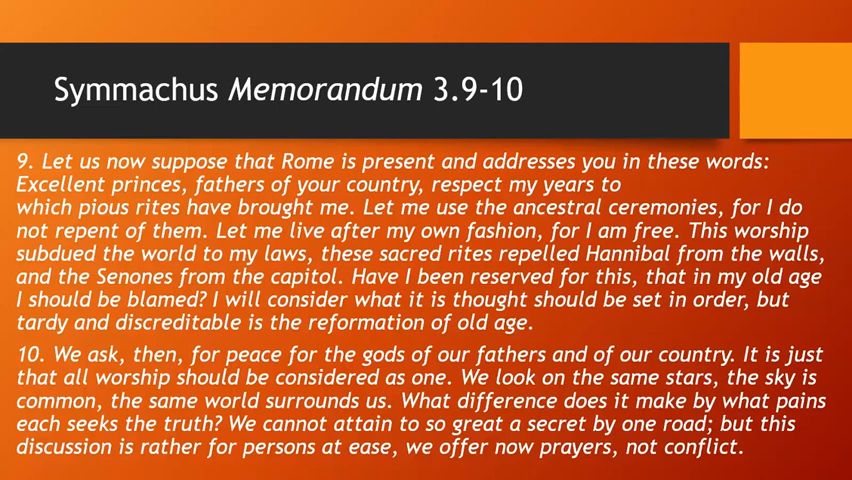 Symmachus Memorandum 3.9-10
9. Let us now suppose that Rome is present and addresses you in these words:
Excellent princes, fathers of your country, respect my years to
which pious rites have brought me. Let me use the ancestral ceremonies, for I do
not repent of them. Let me live after my own fashion, for I am free. This worship
subdued the world to my laws, these sacred rites repelled Hannibal from the walls,
and the Senones from the capitol. Have I been reserved for this, that in my old age
I should be blamed? I will consider what it is thought should be set in order, but
tardy and discreditable is the reformation of old age.
10. We ask, then, for peace for the gods of our fathers and of our country. It is just
that all worship should be considered as one. We look on the same stars, the sky is
common, the same world surrounds us. What difference does it make by what pains
each seeks the truth? We cannot attain to so great a secret by one road; but this
discussion is rather for persons at ease, we offer now prayers, not conflict.